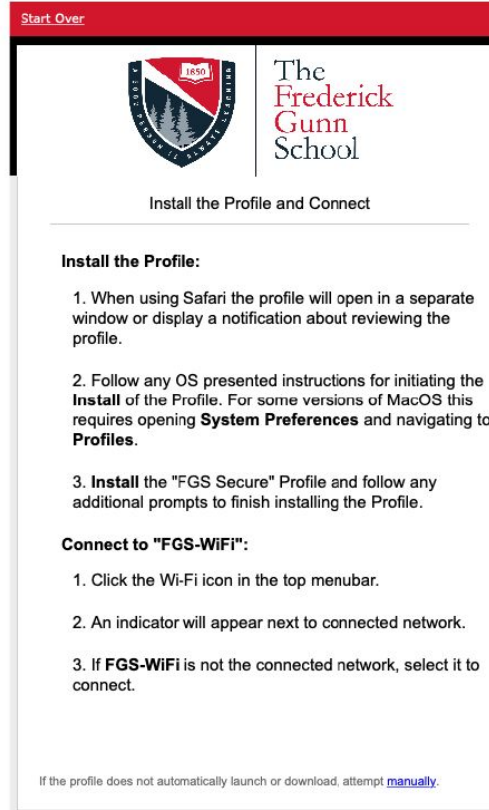 Start Over
1850
A GOOD PERSON IS ALWAYS LEARNING
The
Frederick
Gunn
School
Install the Profile and Connect
Install the Profile:
1. When using Safari the profile will open in a separate
window or display a notification about reviewing the
profile.
2. Follow any OS presented instructions for initiating the
Install of the Profile. For some versions of MacOS this
requires opening System Preferences and navigating to
Profiles.
3. Install the "FGS Secure" Profile and follow any
additional prompts to finish installing the Profile.
Connect to "FGS-WiFi":
1. Click the Wi-Fi icon in the top menubar.
2. An indicator will appear next to connected network.
3. If FGS-WiFi is not the connected network, select it to
connect.
If the profile does not automatically launch or download, attempt manually.